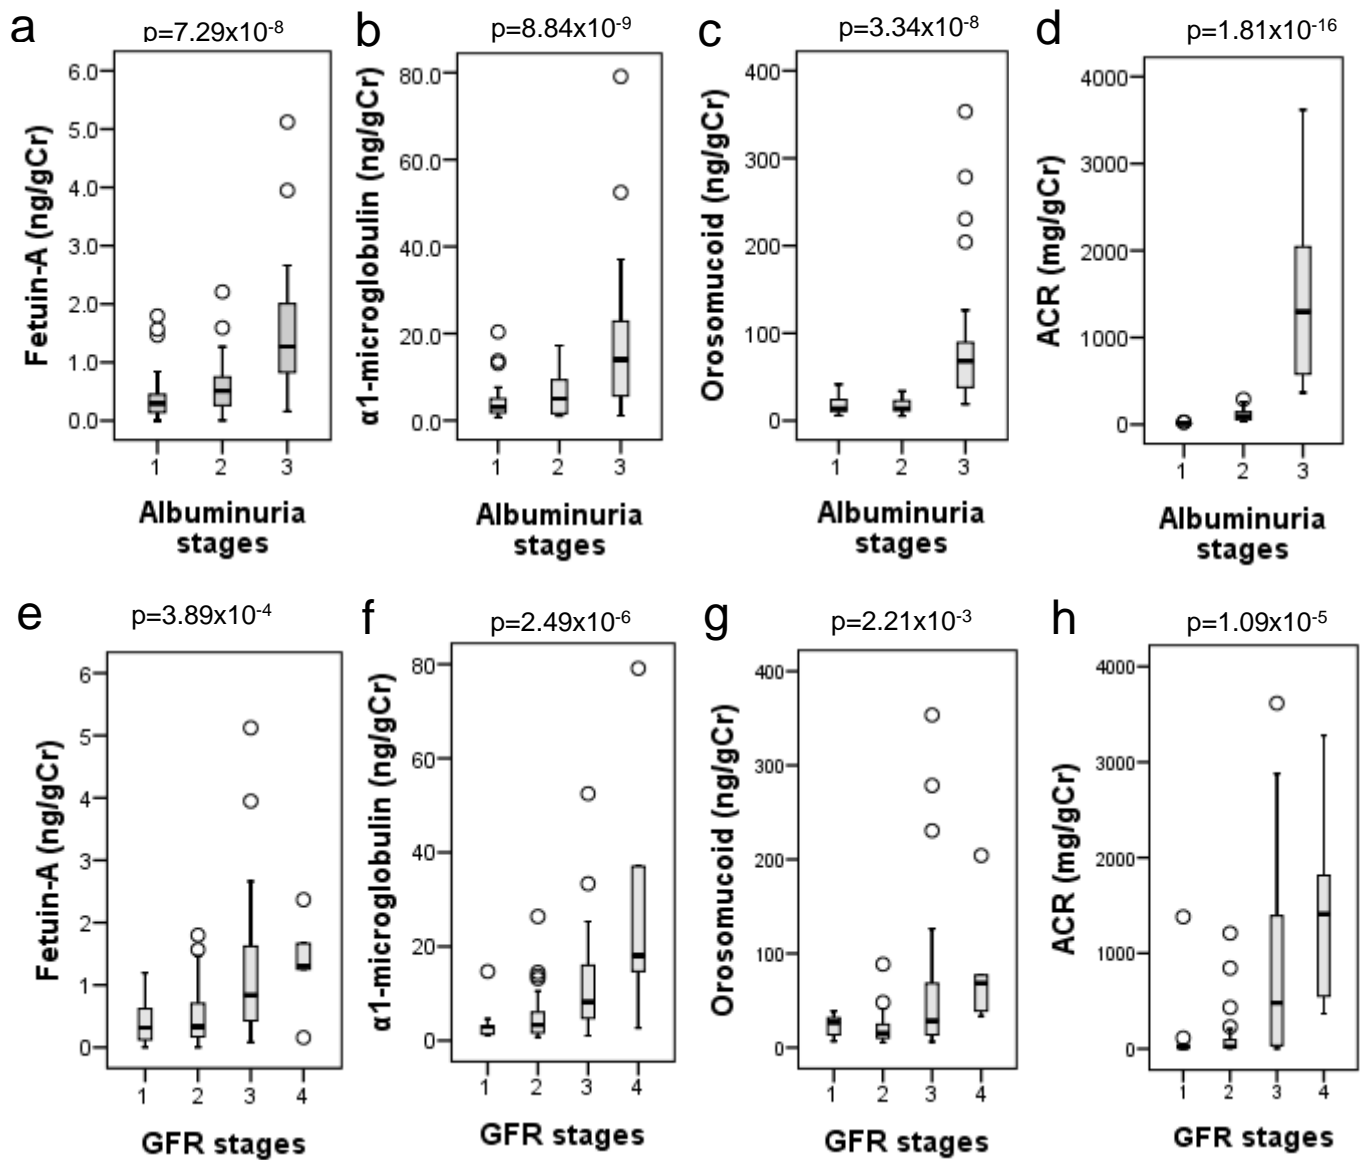 a
p=7.29x10-8
Fetuin-A (ng/gCr)
6.0
5.0
4.0
3.0
2.0
1.0
0.0
1 2 3
Albuminuria
stages
b
p=8.84x10-9
α1-microglobulin (ng/gCr)
80.0
60.0
40.0
20.0
0.0
1 2 3
Albuminuria
stages
c
p=3.34x10-8
Orosomucoid (ng/gCr)
400
300
200
100
0
1 2 3
Albuminuria
stages
d
p=1.81x10-16
ACR (mg/gCr)
4000
3000
2000
1000
0
1 2 3
Albuminuria
stages
e
p=3.89x10-4
Fetuin-A (ng/gCr)
6
5
4
3
2
1
0
1 2 3 4
GFR stages
f
p=2.49x10-6
α1-microglobulin (ng/gCr)
80
60
40
20
0
1 2 3 4
GFR stages
g
p=2.21x10-3
Orosomucoid (ng/gCr)
400
300
200
100
0
1 2 3 4
GFR stages
h
p=1.09x10-5
ACR (mg/gCr)
4000
3000
2000
1000
0
1 2 3 4
GFR stages